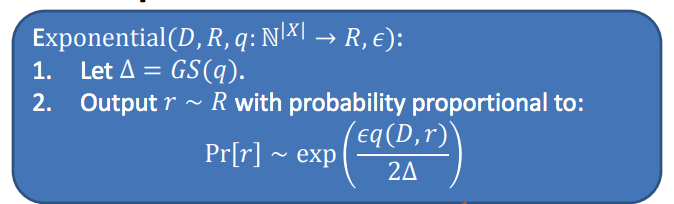 Exponential(D, R, q: ℕ^|X| → R, ϵ):
1. Let Δ = GS(q).
2. Output r ~ R with probability proportional to:
Pr[r] ~ exp(ϵq(D, r) / 2Δ)